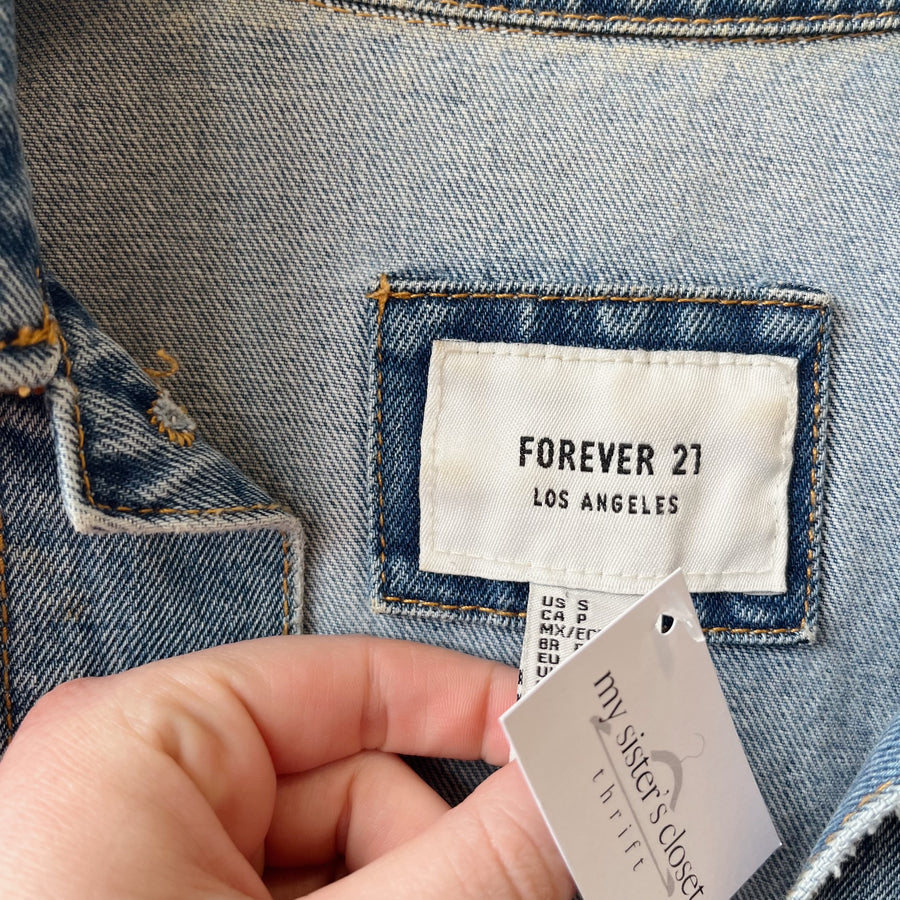 FOREVER 21
LOS ANGELES
US S
CA P
MX/EC
BR
EU
my sister's closet
thrift